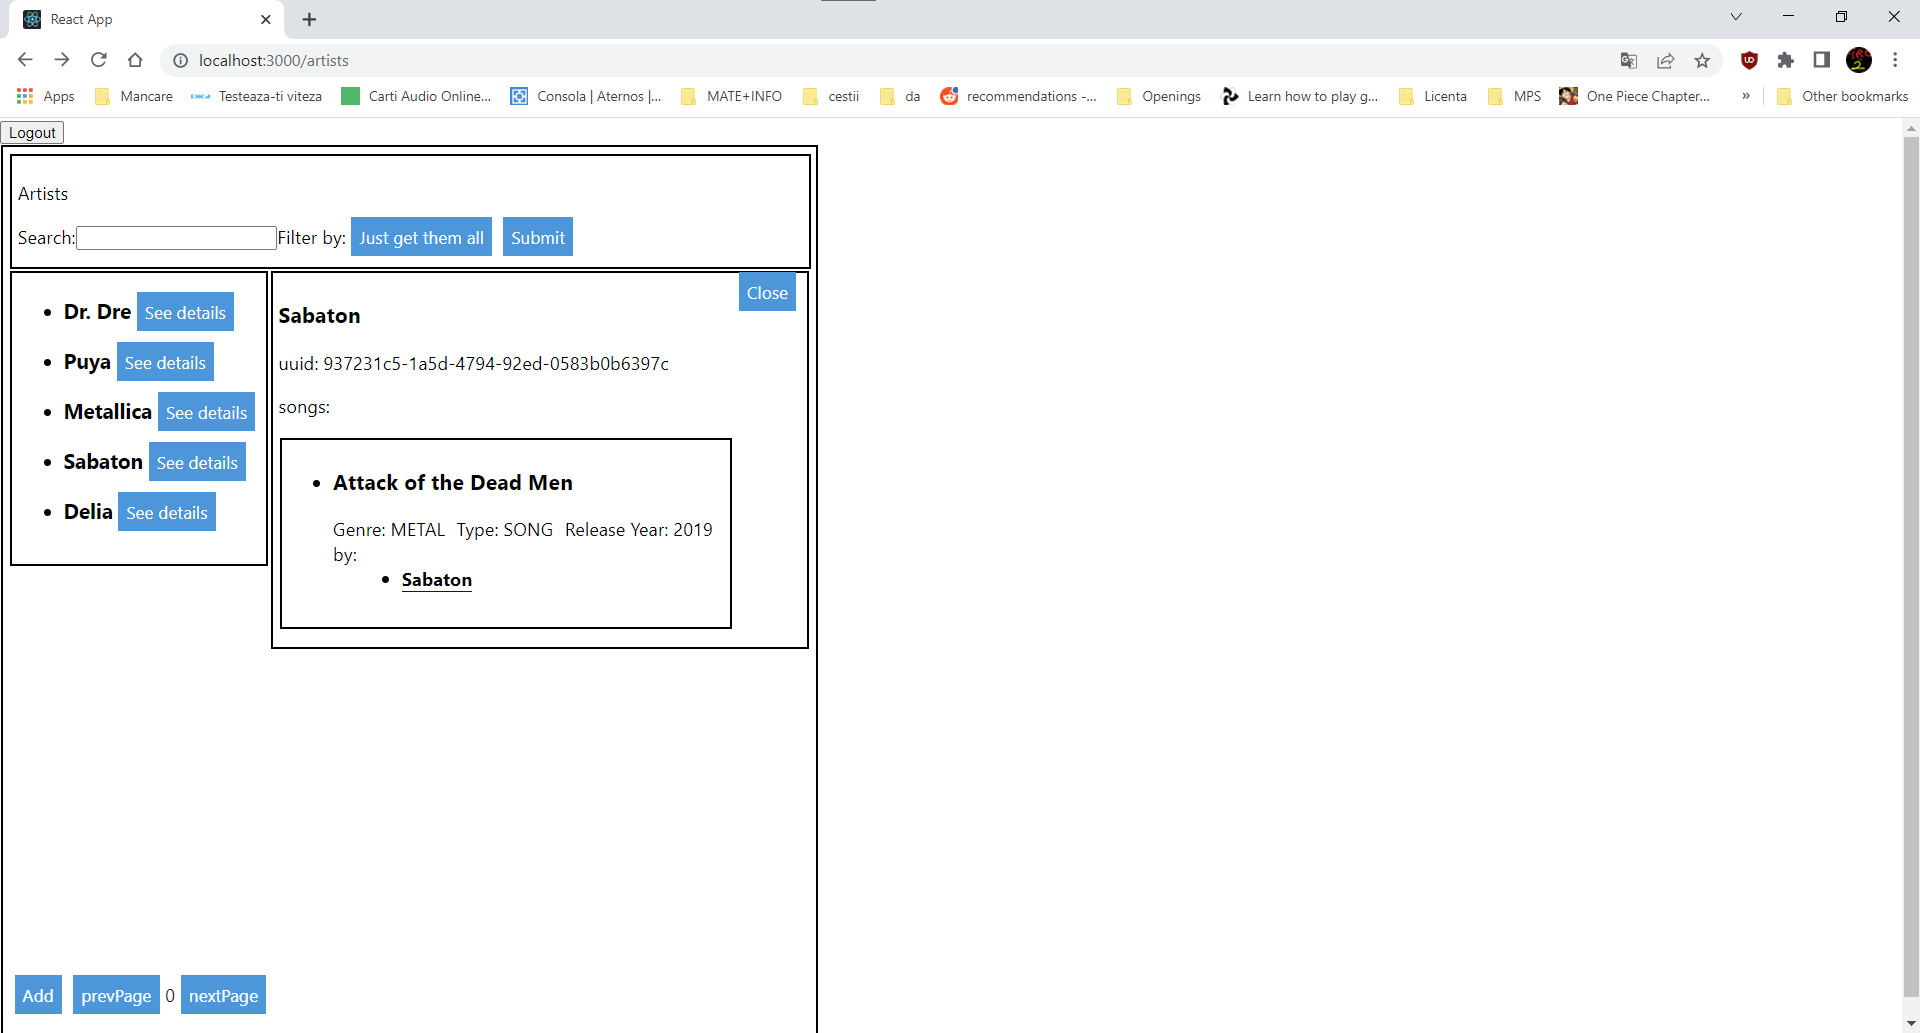 React App
localhost:3000/artists
Apps Mancare Testeaza-ti viteza Carti Audio Online... Consola | Aternos |... MATE+INFO cestii da recommendations -... Openings Learn how to play g... Licenta MPS One Piece Chapter... » Other bookmarks
Logout
Artists
Search: Filter by: Just get them all Submit
Dr. Dre See details
Puya See details
Metallica See details
Sabaton See details
Delia See details
Close
Sabaton
uuid: 937231c5-1a5d-4794-92ed-0583b0b6397c
songs:
Attack of the Dead Men
Genre: METAL Type: SONG Release Year: 2019
by:
Sabaton
Add prevPage 0 nextPage